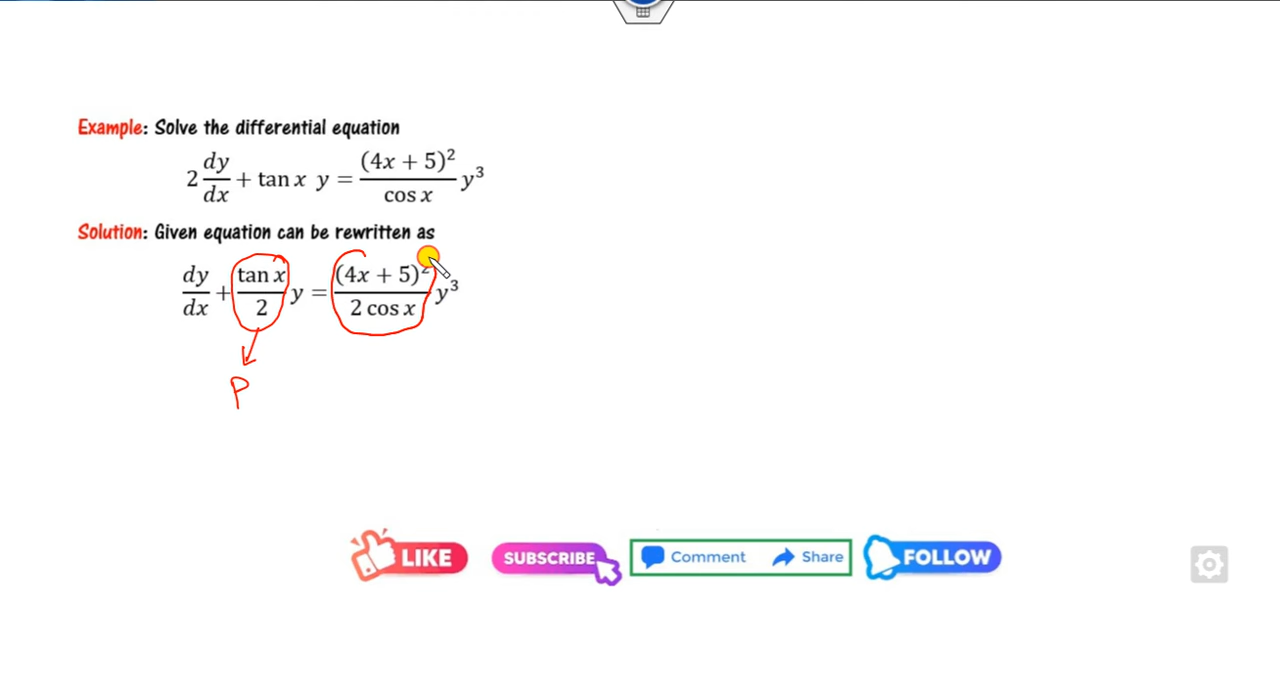 Example: Solve the differential equation
2 dy/dx + tan x y = (4x + 5)²/cos x y³
Solution: Given equation can be rewritten as
dy/dx + tan x/2 y = (4x + 5)²/2 cos x y³
P
LIKE SUBSCRIBE Comment Share FOLLOW